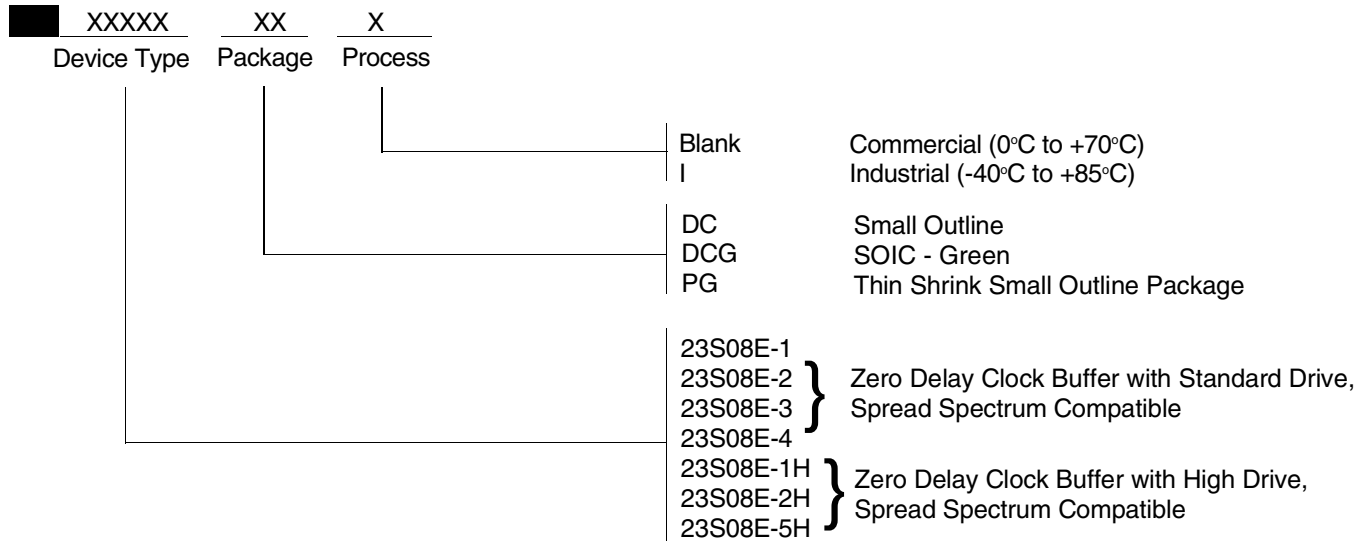 XXXXX XX X
Device Type Package Process
Blank Commercial (0°C to +70°C)
I Industrial (-40°C to +85°C)
DC Small Outline
DCG SOIC - Green
PG Thin Shrink Small Outline Package
23S08E-1
23S08E-2 } Zero Delay Clock Buffer with Standard Drive,
23S08E-3 Spread Spectrum Compatible
23S08E-4
23S08E-1H } Zero Delay Clock Buffer with High Drive,
23S08E-2H Spread Spectrum Compatible
23S08E-5H